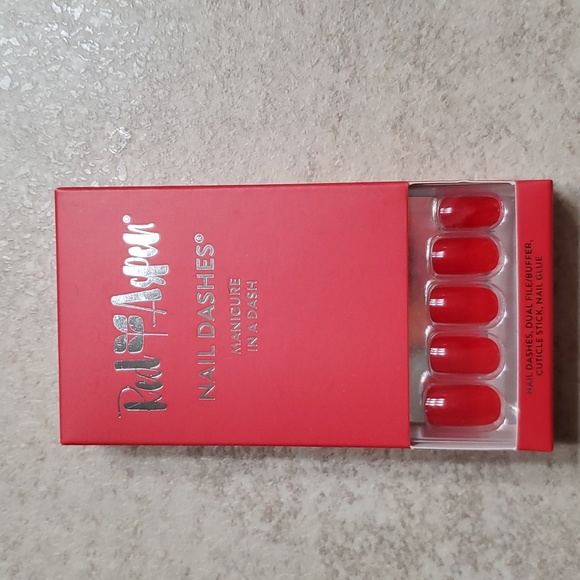 Red Aspen®
NAIL DASHES®
MANICURE
IN A DASH
NAIL DASHES, DUAL FILE/BUFFER,
CUTICLE STICK, NAIL GLUE